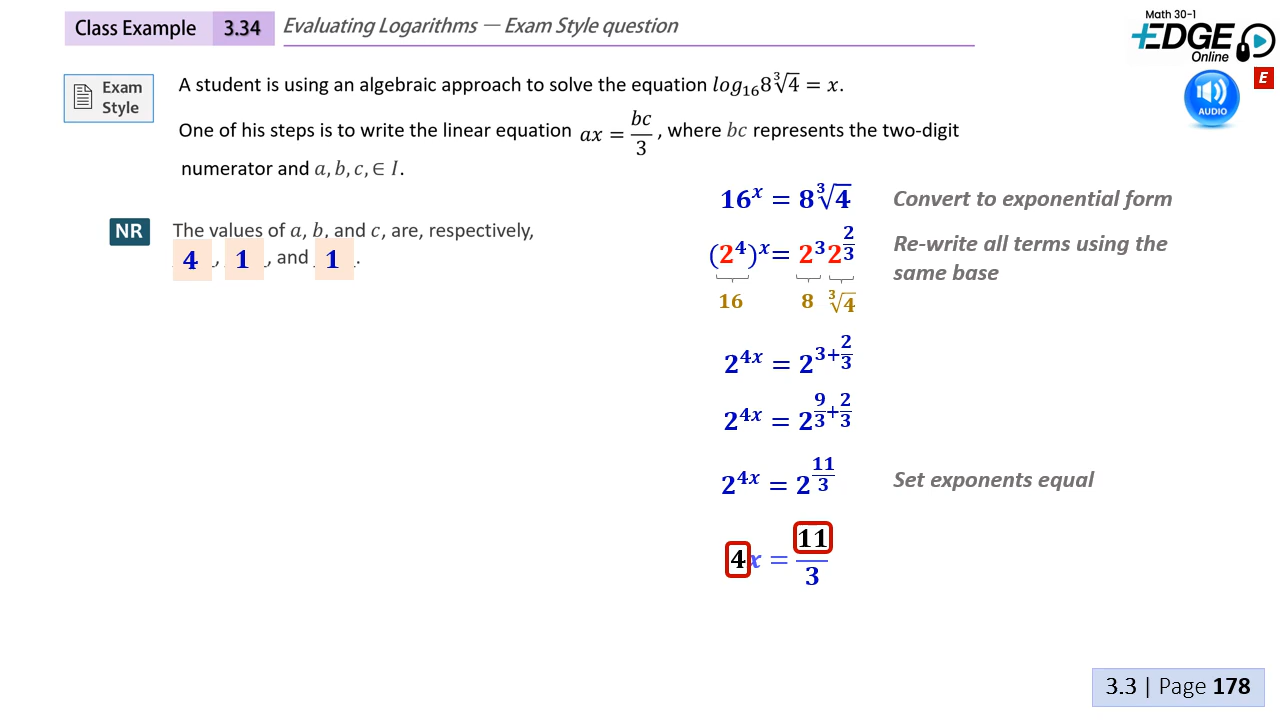 Class Example 3.34 Evaluating Logarithms — Exam Style question
Math 30-1
EDGE
Online
E
AUDIO
Exam
Style
A student is using an algebraic approach to solve the equation log₁₆8∛4 = x.
One of his steps is to write the linear equation ax = bc/3, where bc represents the two-digit
numerator and a, b, c, ∈ I.
NR
The values of a, b, and c, are, respectively,
4, 1, and 1.
16^x = 8∛4 Convert to exponential form
(2^4)^x = 2^3 2^(2/3) Re-write all terms using the
same base
16 8 ∛4
2^(4x) = 2^(3+2/3)
2^(4x) = 2^(9/3+2/3)
2^(4x) = 2^(11/3) Set exponents equal
4x = 11/3
3.3 | Page 178